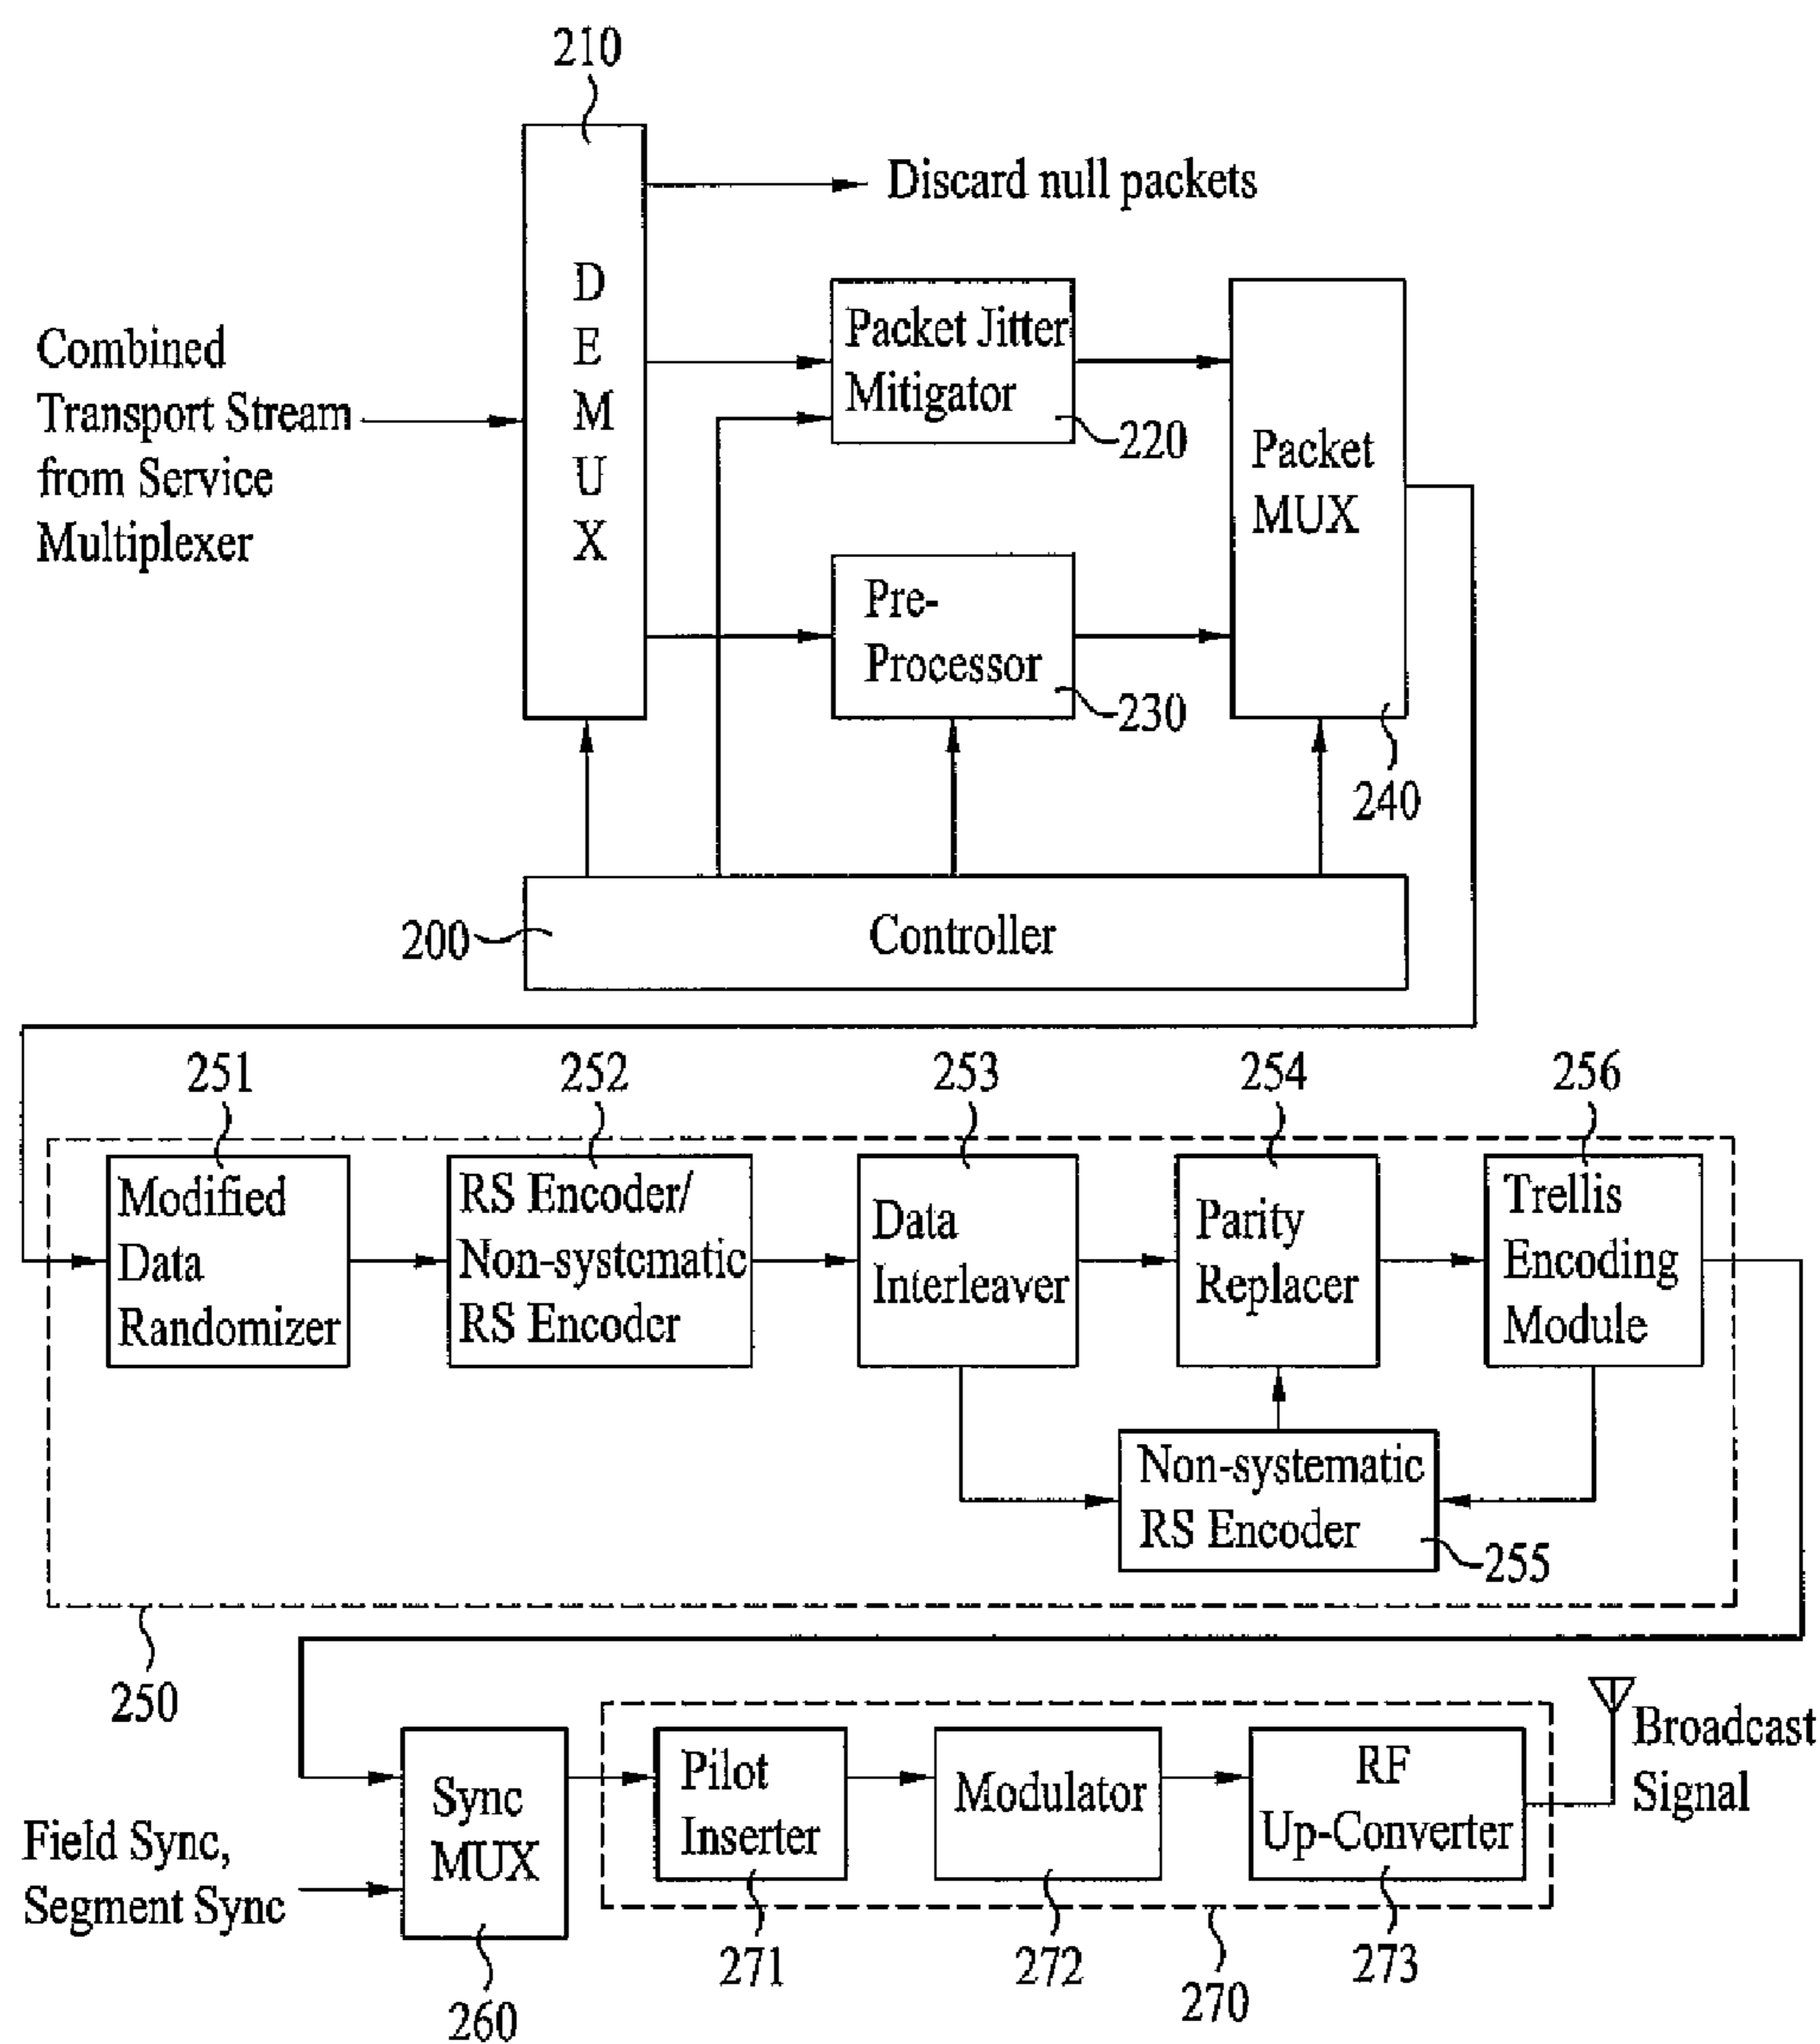 210
Discard null packets
D
E
M
U
X
Combined
Transport Stream
from Service
Multiplexer
Packet Jitter
Mitigator
220
Packet
MUX
Pre-
Processor
230
240
200
Controller
251
252
253
254
256
Modified
Data
Randomizer
RS Encoder/
Non-systematic
RS Encoder
Data
Interleaver
Parity
Replacer
Trellis
Encoding
Module
Non-systematic
RS Encoder
255
250
Sync
MUX
Pilot
Inserter
Modulator
RF
Up-Converter
Broadcast
Signal
Field Sync,
Segment Sync
260
271
272
270
273